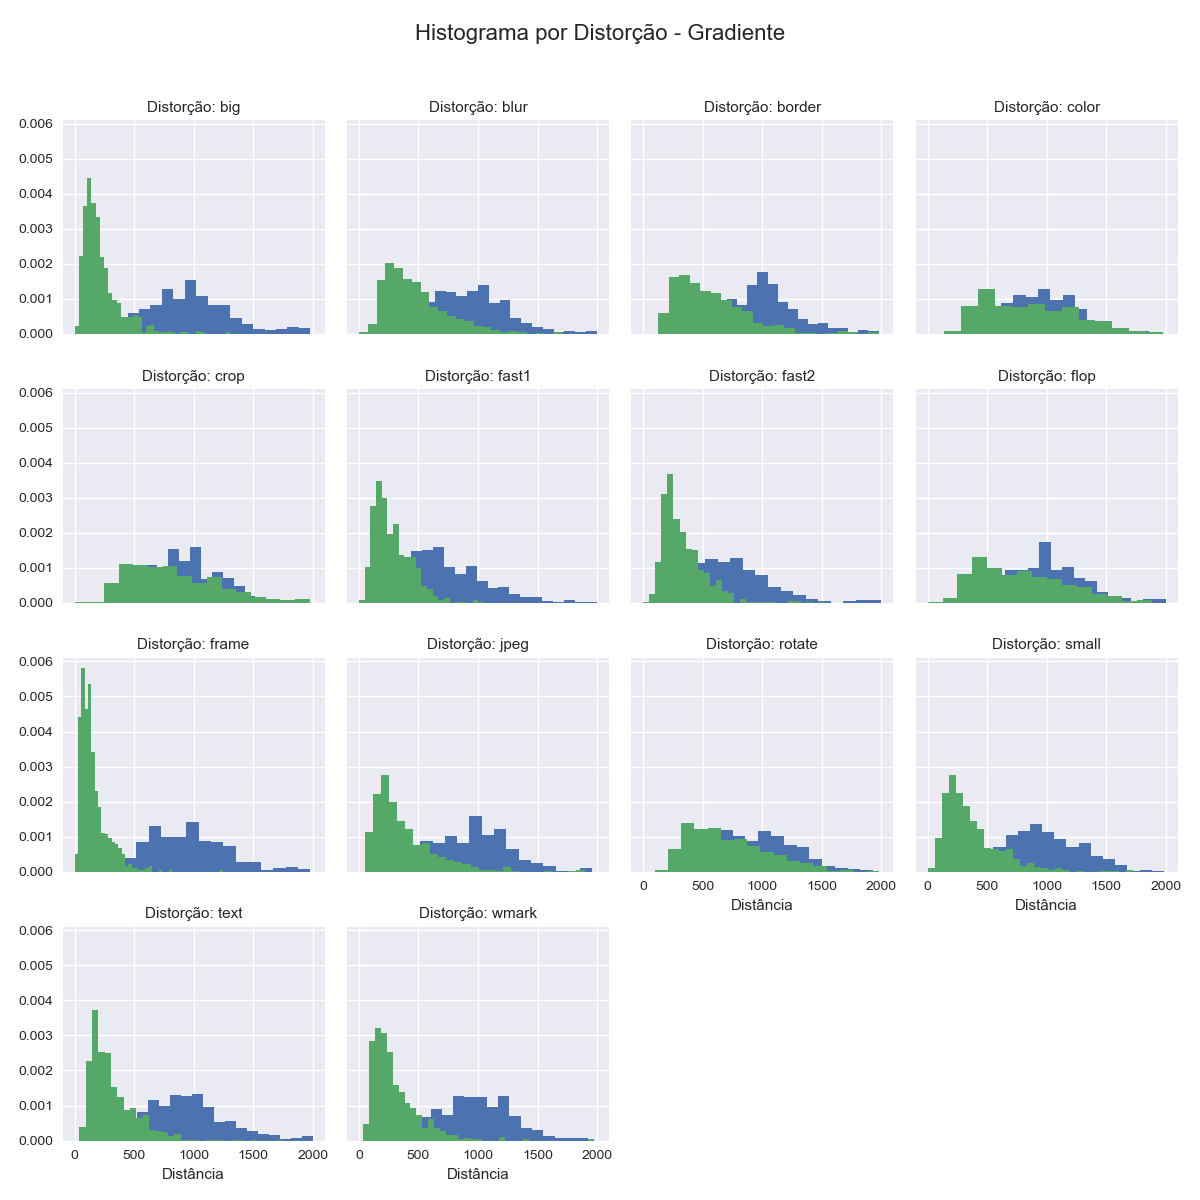 Histograma por Distorção - Gradiente
Distorção: big
Distorção: blur
Distorção: border
Distorção: color
0.006
0.005
0.004
0.003
0.002
0.001
0.000
Distorção: crop
Distorção: fast1
Distorção: fast2
Distorção: flop
0.006
0.005
0.004
0.003
0.002
0.001
0.000
Distorção: frame
Distorção: jpeg
Distorção: rotate
Distorção: small
0.006
0.005
0.004
0.003
0.002
0.001
0.000
0 500 1000 1500 2000
Distância
0 500 1000 1500 2000
Distância
Distorção: text
Distorção: wmark
0.006
0.005
0.004
0.003
0.002
0.001
0.000
0 500 1000 1500 2000
Distância
0 500 1000 1500 2000
Distância